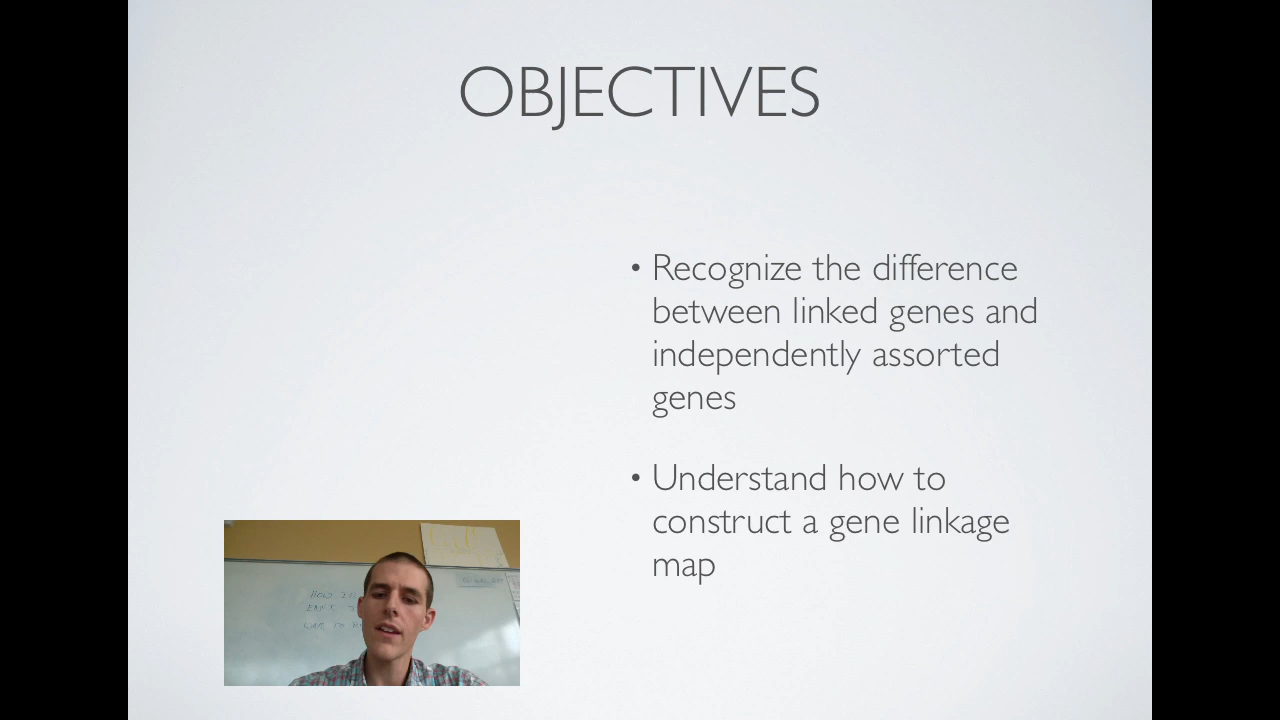 OBJECTIVES
• Recognize the difference
between linked genes and
independently assorted
genes
• Understand how to
construct a gene linkage
map